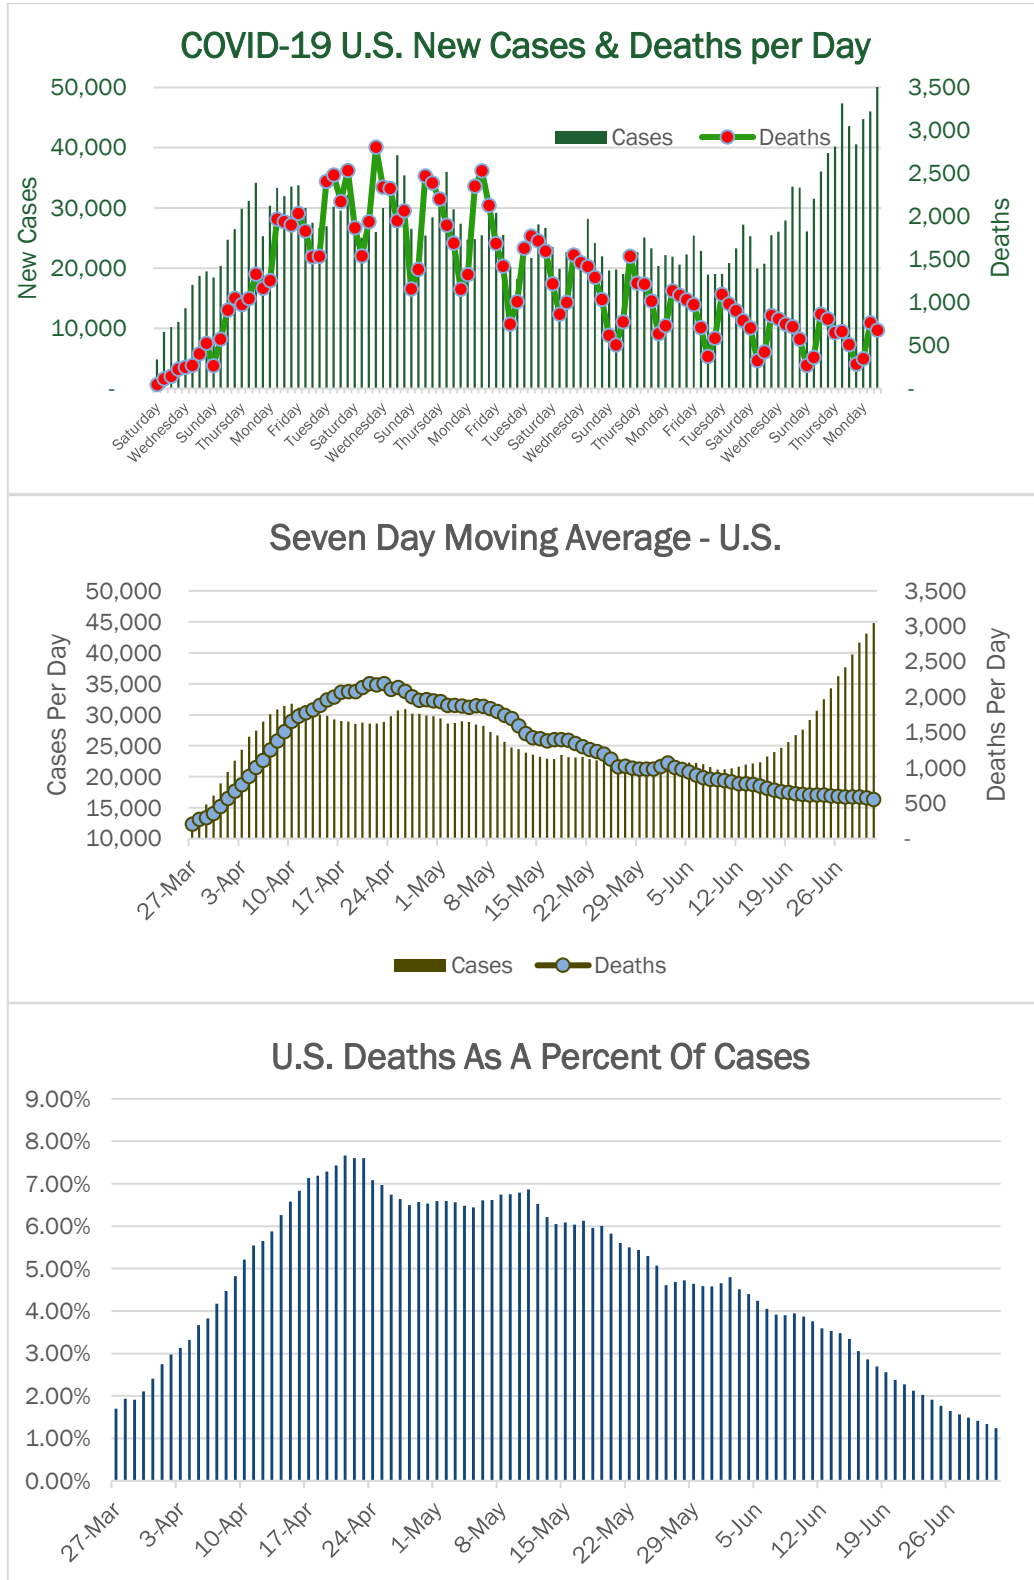 COVID-19 U.S. New Cases & Deaths per Day
50,000
40,000
30,000
20,000
10,000
-
New Cases
3,500
3,000
2,500
2,000
1,500
1,000
500
-
Deaths
Cases
Deaths
Saturday
Wednesday
Sunday
Thursday
Monday
Friday
Tuesday
Saturday
Wednesday
Sunday
Thursday
Monday
Friday
Tuesday
Saturday
Wednesday
Sunday
Thursday
Monday
Friday
Tuesday
Saturday
Wednesday
Sunday
Thursday
Monday
Seven Day Moving Average - U.S.
50,000
45,000
40,000
35,000
30,000
25,000
20,000
15,000
10,000
Cases Per Day
3,500
3,000
2,500
2,000
1,500
1,000
500
-
Deaths Per Day
27-Mar
3-Apr
10-Apr
17-Apr
24-Apr
1-May
8-May
15-May
22-May
29-May
5-Jun
12-Jun
19-Jun
26-Jun
Cases
Deaths
U.S. Deaths As A Percent Of Cases
9.00%
8.00%
7.00%
6.00%
5.00%
4.00%
3.00%
2.00%
1.00%
0.00%
27-Mar
3-Apr
10-Apr
17-Apr
24-Apr
1-May
8-May
15-May
22-May
29-May
5-Jun
12-Jun
19-Jun
26-Jun